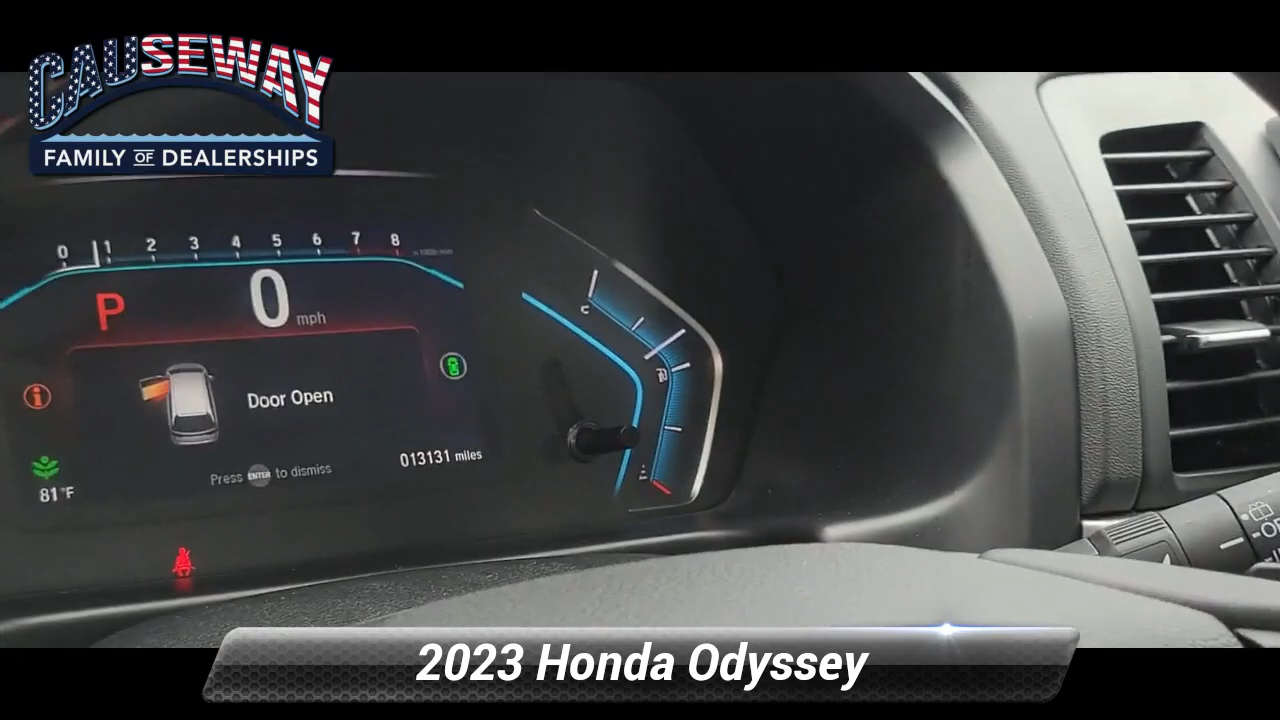 CAUSEWAY
FAMILY OF DEALERSHIPS
0 1 2 3 4 5 6 7 8
P 0 mph
Door Open
Press ENTER to dismiss
013131 miles
81°F
C
2023 Honda Odyssey